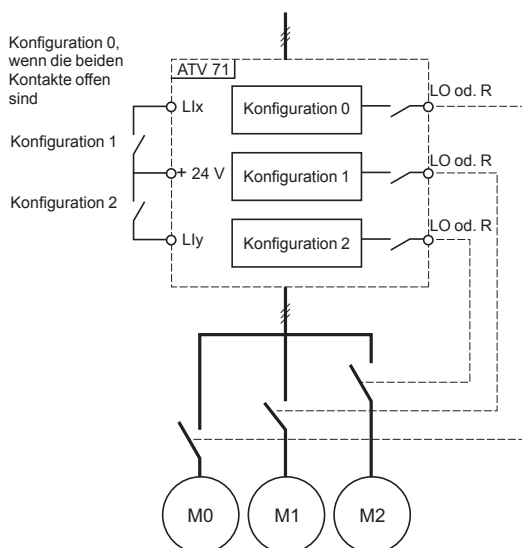 Konfiguration 0,
wenn die beiden
Kontakte offen
sind
ATV 71
LIx
Konfiguration 0
LO od. R
Konfiguration 1
+ 24 V
Konfiguration 1
LO od. R
Konfiguration 2
LIy
Konfiguration 2
LO od. R
M0
M1
M2